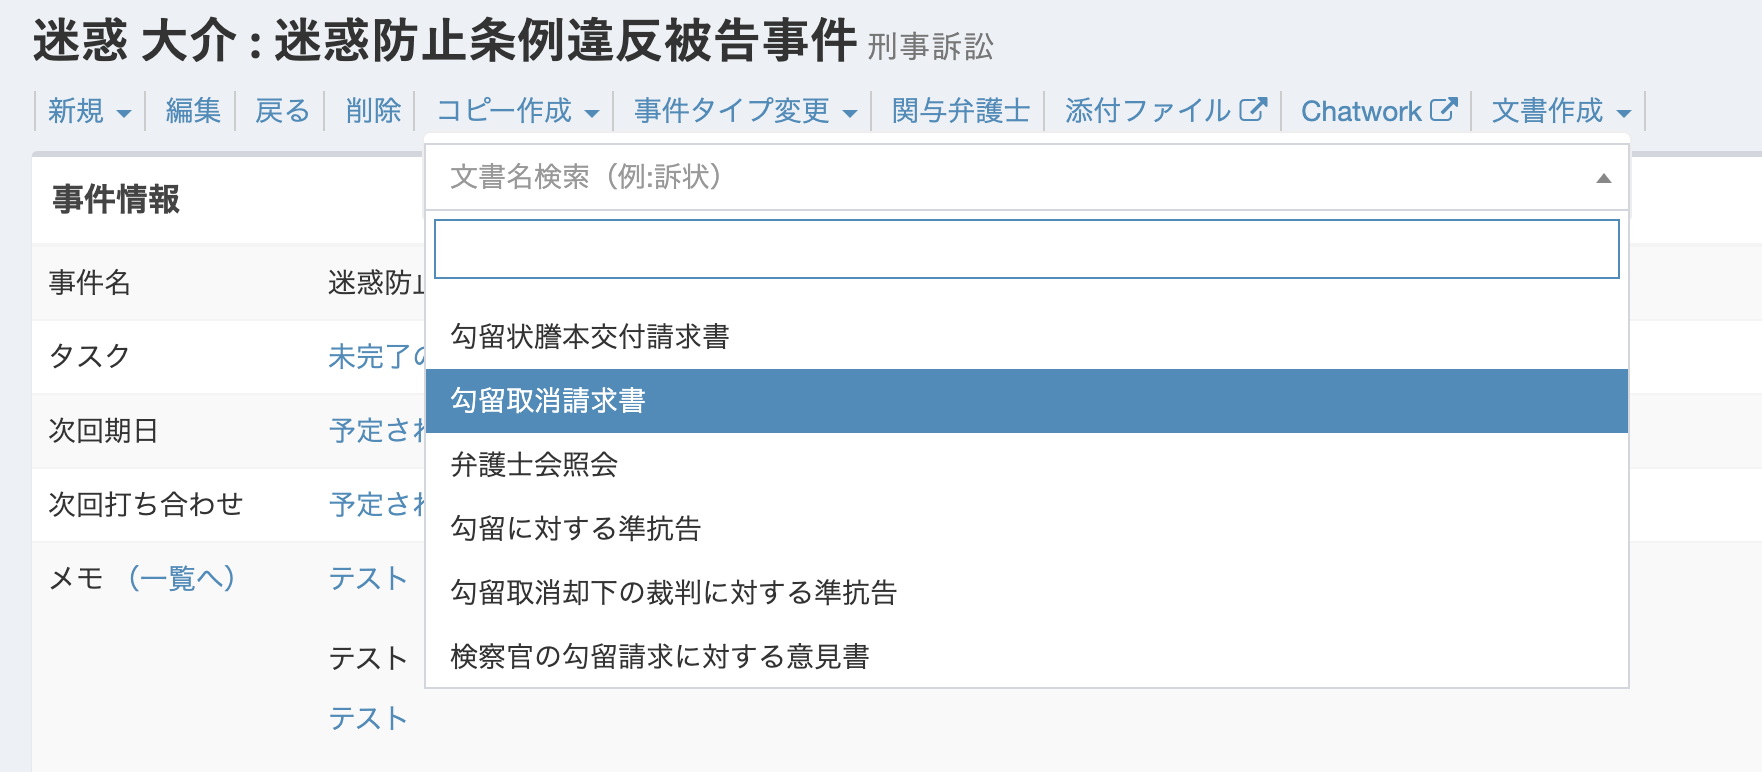 迷惑 大介 : 迷惑防止条例違反被告事件 刑事訴訟
新規 編集 戻る 削除 コピー作成 事件タイプ変更 関与弁護士 添付ファイル Chatwork 文書作成
文書名検索（例:訴状）
事件情報
事件名 迷惑防止
勾留状謄本交付請求書
タスク 未完了の
勾留取消請求書
次回期日 予定され
弁護士会照会
次回打ち合わせ 予定され
勾留に対する準抗告
メモ （一覧へ） テスト
勾留取消却下の裁判に対する準抗告
テスト
検察官の勾留請求に対する意見書
テスト